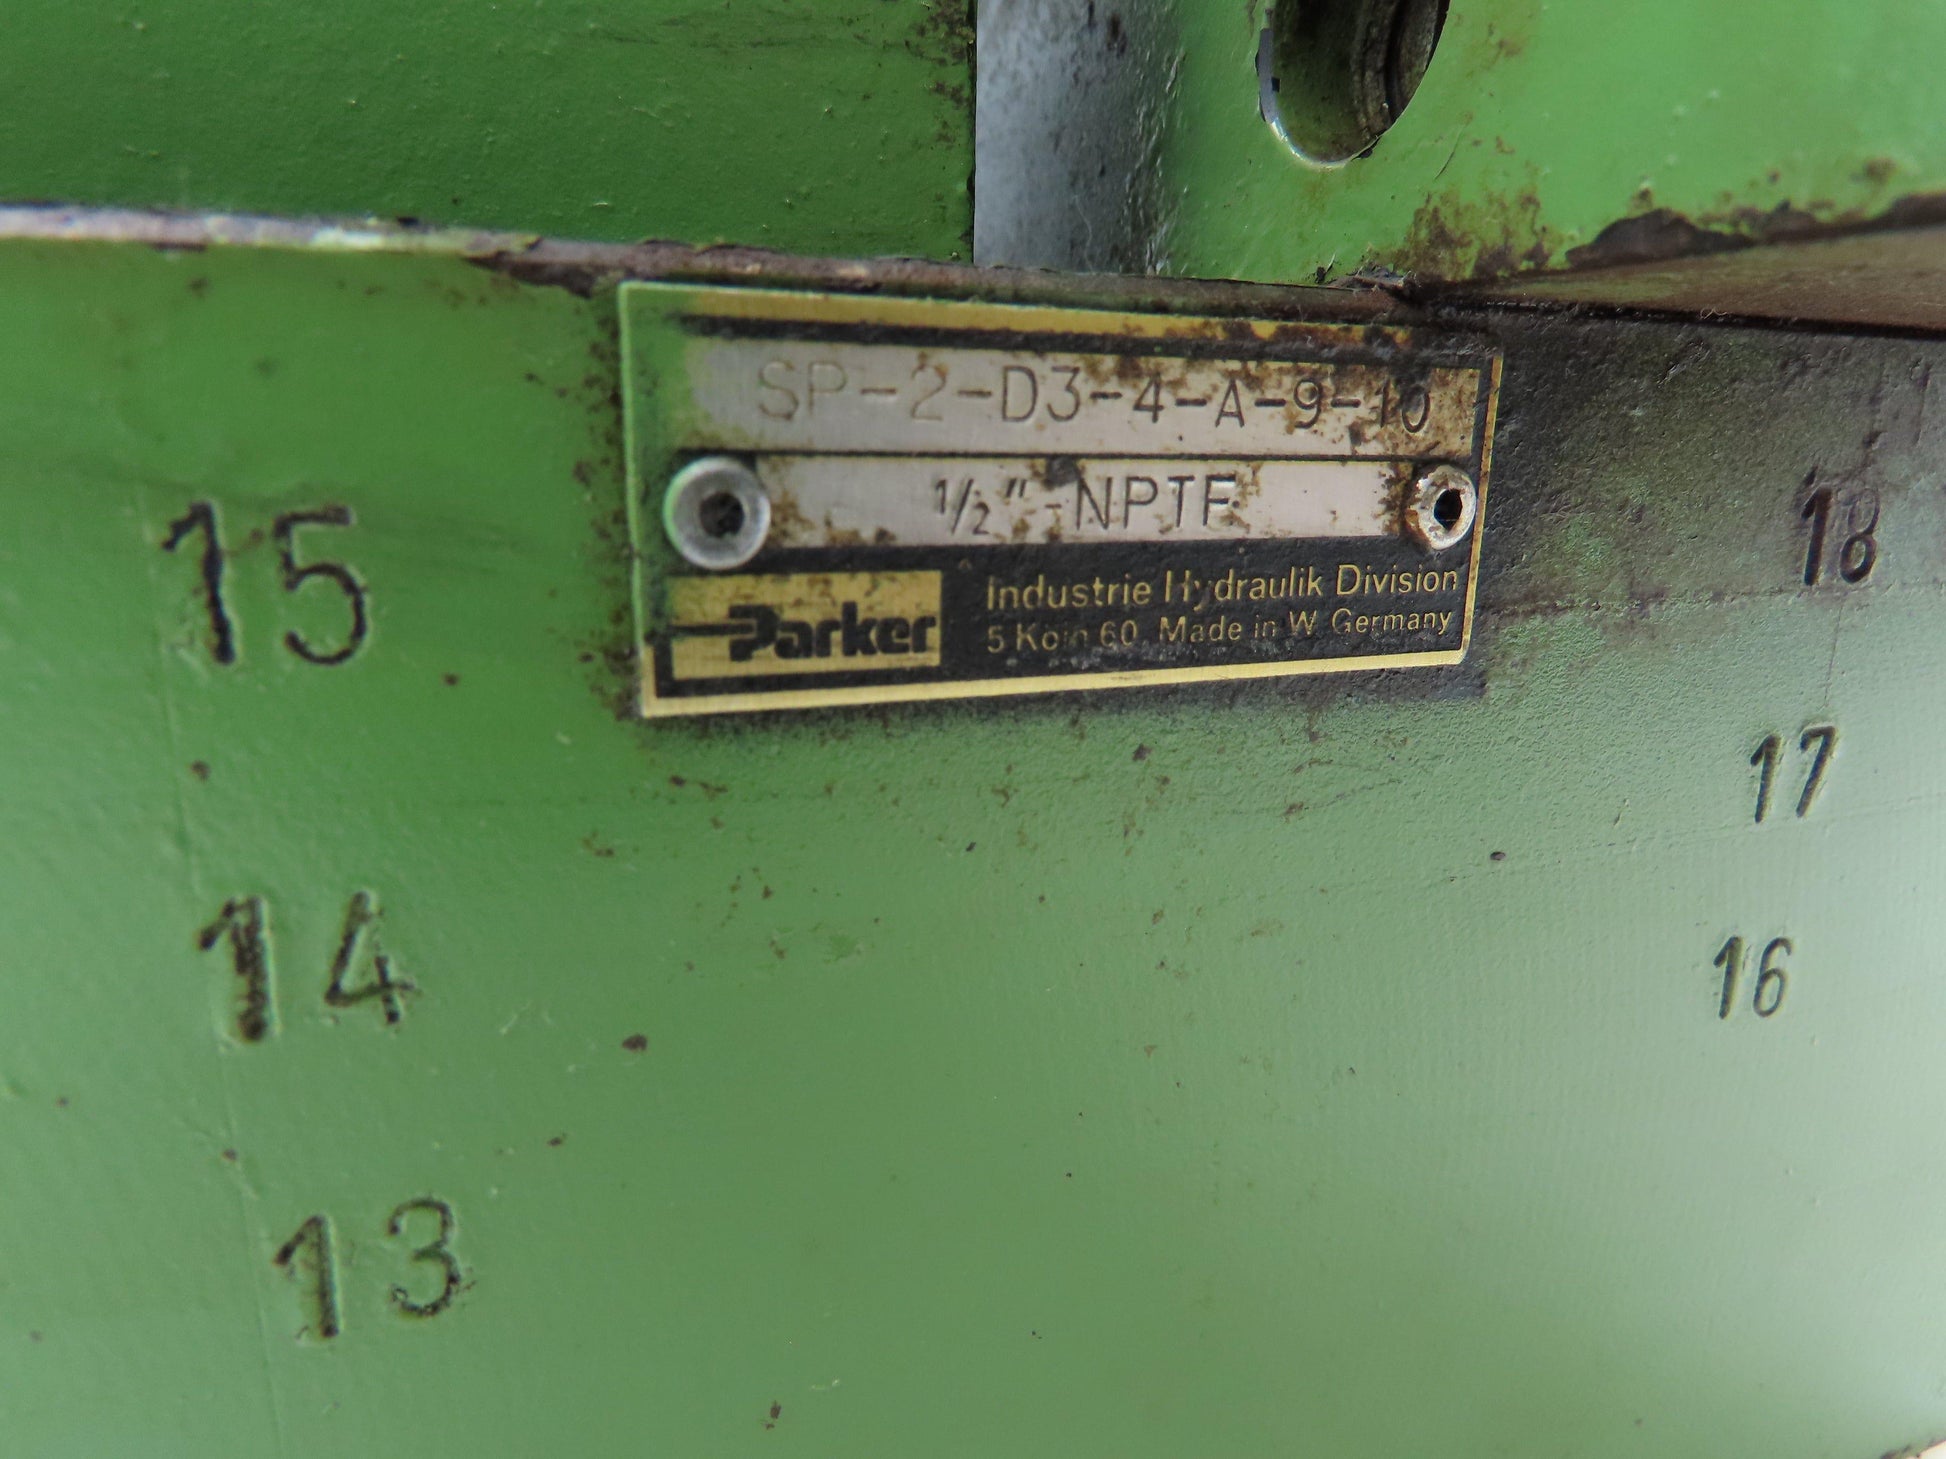 SP-2-D3-4-A-9-10
1/2"-NPTF
Parker
Industrie Hydraulik Division
5 Köln 60 Made in W. Germany
15
18
17
14
16
13